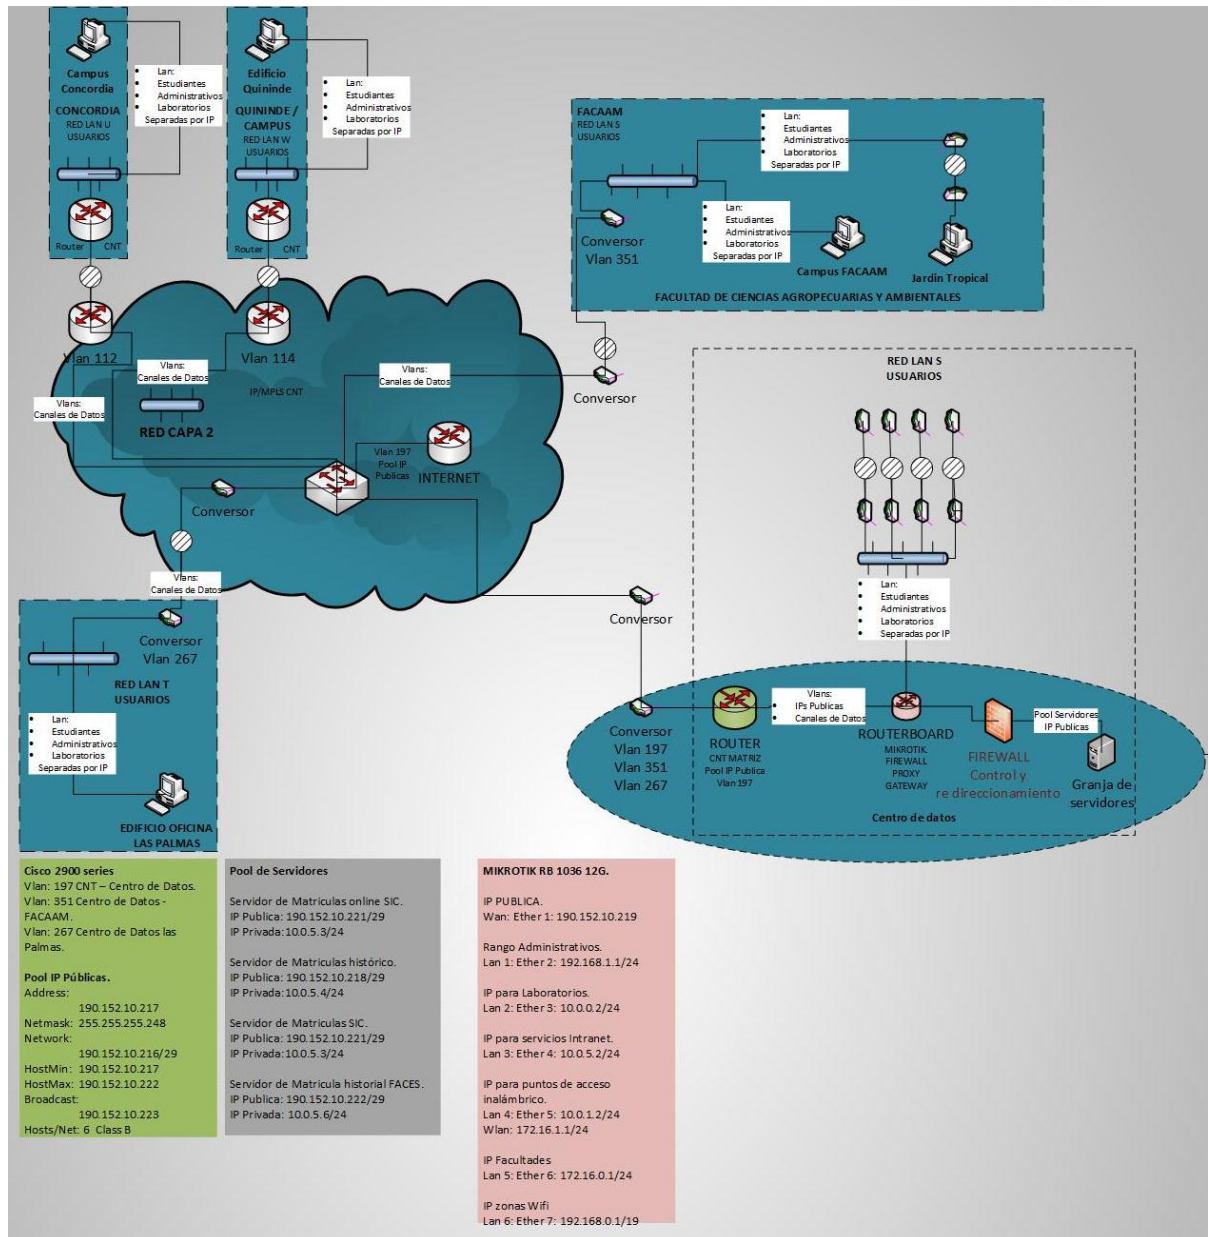 Campus
Concordia
CONCORDIA
RED LAN U
USUARIOS
Router CNT
• Lan:
• Estudiantes
• Administrativos
• Laboratorios
Separadas por IP
Edificio
Quininde
QUININDE /
CAMPUS
RED LAN W
USUARIOS
Router CNT
• Lan:
• Estudiantes
• Administrativos
• Laboratorios
Separadas por IP
FACAAM
RED LAN S
USUARIOS
• Lan:
• Estudiantes
• Administrativos
• Laboratorios
Separadas por IP
• Lan:
• Estudiantes
• Administrativos
• Laboratorios
Separadas por IP
Conversor
Vlan 351
Campus FACAAM
Jardin Tropical
FACULTAD DE CIENCIAS AGROPECUARIAS Y AMBIENTALES
Vlan 112
Vlan 114
Vlans:
Canales de Datos
Vlans:
Canales de Datos
Vlans:
Canales de Datos
IP/MPLS CNT
RED CAPA 2
Conversor
Vlan 197
Pool IP
Publicas
INTERNET
Conversor
Vlans:
Canales de Datos
Conversor
RED LAN S
USUARIOS
• Lan:
• Estudiantes
• Administrativos
• Laboratorios
Separadas por IP
Conversor
Vlan 267
RED LAN T
USUARIOS
• Lan:
• Estudiantes
• Administrativos
• Laboratorios
Separadas por IP
EDIFICIO OFICINA
LAS PALMAS
Conversor
Vlan 197
Vlan 351
Vlan 267
ROUTER
CNT MATRIZ
Pool IP Publica
Vlan 197
Vlans:
• IPs Publicas
• Canales de Datos
ROUTERBOARD
MIKROTIK
FIREWALL
PROXY
GATEWAY
FIREWALL
Control y
re direccionamiento
Pool Servidores
IP Publicas
Granja de
servidores
Centro de datos
Cisco 2900 series
Vlan: 197 CNT – Centro de Datos.
Vlan: 351 Centro de Datos -
FACAAM.
Vlan: 267 Centro de Datos las
Palmas.
Pool IP Públicas.
Address:
190.152.10.217
Netmask: 255.255.255.248
Network:
190.152.10.216/29
HostMin: 190.152.10.217
HostMax: 190.152.10.222
Broadcast:
190.152.10.223
Hosts/Net: 6 Class B
Pool de Servidores
Servidor de Matriculas online SIC.
IP Publica: 190.152.10.221/29
IP Privada:10.0.5.3/24
Servidor de Matriculas histórico.
IP Publica: 190.152.10.218/29
IP Privada:10.0.5.4/24
Servidor de Matriculas SIC.
IP Publica: 190.152.10.221/29
IP Privada:10.0.5.3/24
Servidor de Matricula historial FACES.
IP Publica: 190.152.10.222/29
IP Privada: 10.0.5.6/24
MIKROTIK RB 1036 12G.
IP PUBLICA.
Wan: Ether 1: 190.152.10.219
Rango Administrativos.
Lan 1: Ether 2: 192.168.1.1/24
IP para Laboratorios.
Lan 2: Ether 3: 10.0.0.2/24
IP para servicios Intranet.
Lan 3: Ether 4: 10.0.5.2/24
IP para puntos de acceso
inalámbrico.
Lan 4: Ether 5: 10.0.1.2/24
Wlan: 172.16.1.1/24
IP Facultades
Lan 5: Ether 6: 172.16.0.1/24
IP zonas Wifi
Lan 6: Ether 7: 192.168.0.1/19